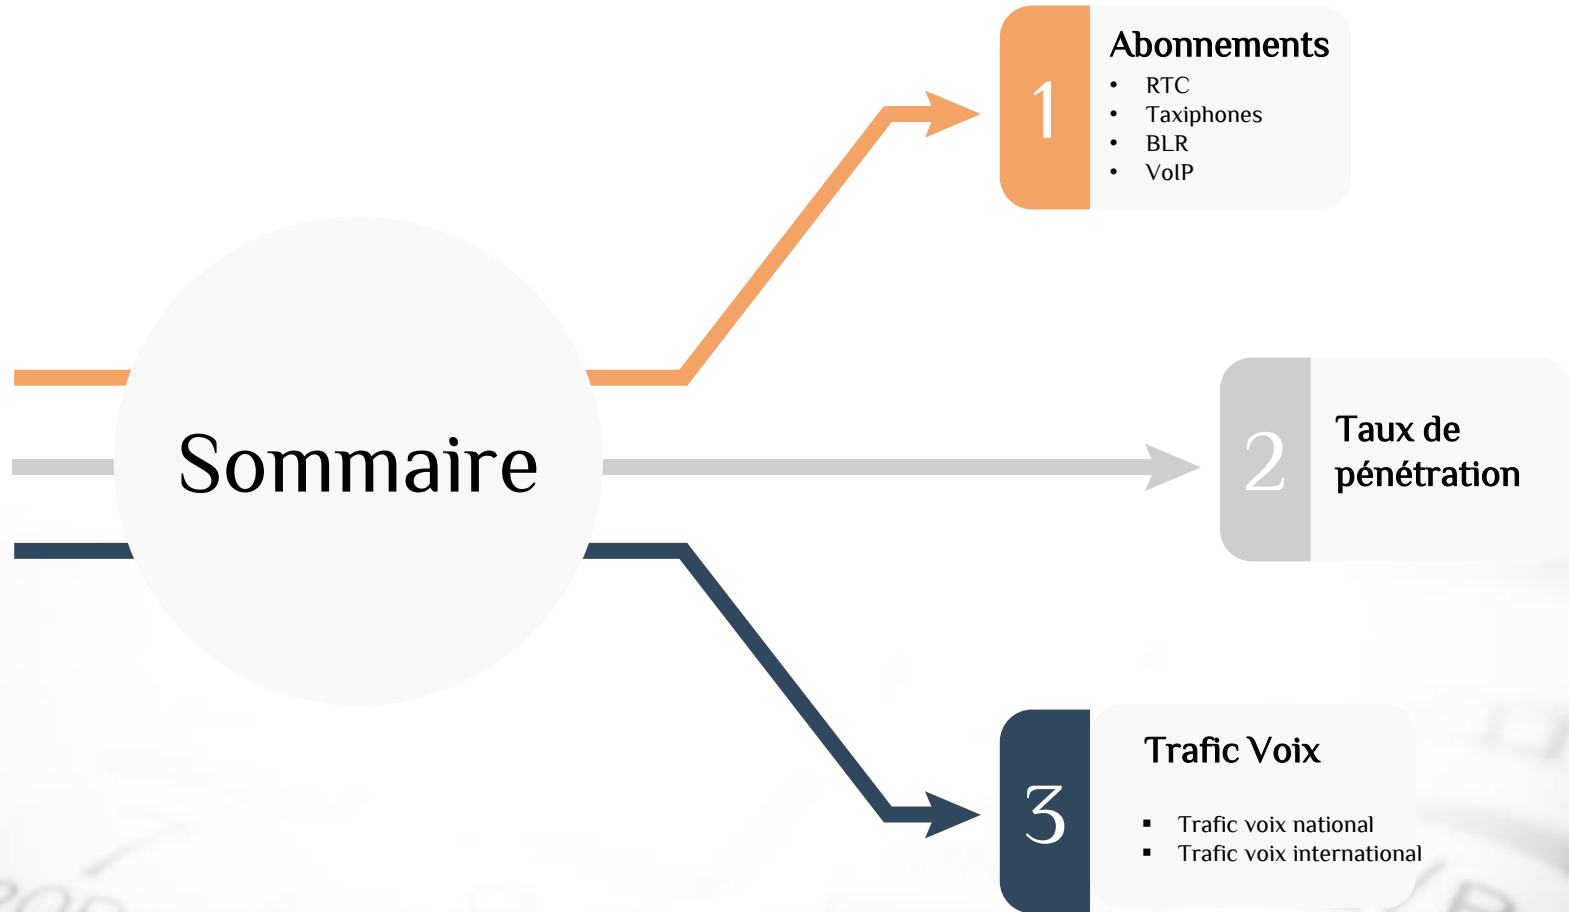 Sommaire
1
Abonnements
• RTC
• Taxiphones
• BLR
• VoIP
2
Taux de
pénétration
3
Trafic Voix
▪ Trafic voix national
▪ Trafic voix international